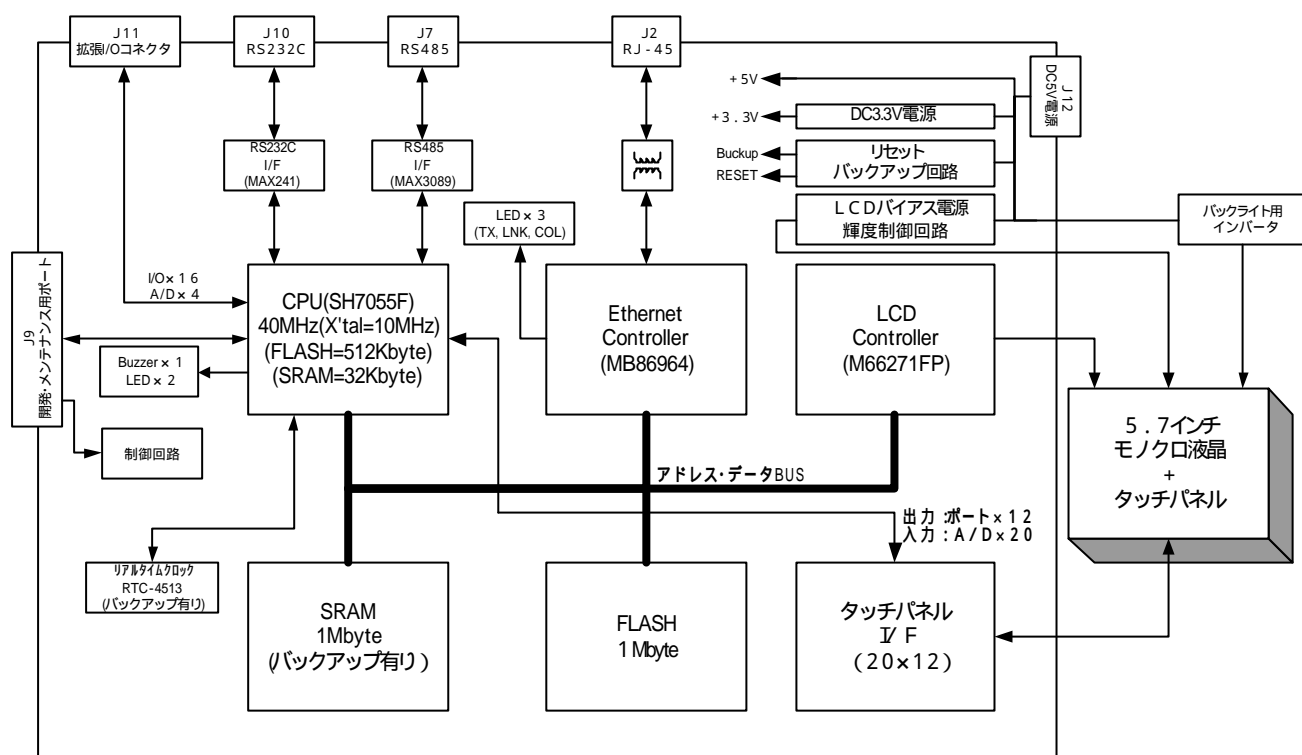 J11
拡張I/Oコネクタ
J10
RS232C
J7
RS485
J2
RJ-45
J12
DC5V電源
+5V
+3.3V
DC3.3V電源
Buckup
RESET
リセット
バックアップ回路
LCDバイアス電源
輝度制御回路
バックライト用
インバータ
RS232C
I/F
(MAX241)
RS485
I/F
(MAX3089)
LED×3
(TX, LNK, COL)
I/O×16
A/D×4
J9
開発・メンテナンス用ポート
CPU(SH7055F)
40MHz(X'tal=10MHz)
(FLASH=512Kbyte)
(SRAM=32Kbyte)
Ethernet
Controller
(MB86964)
LCD
Controller
(M66271FP)
Buzzer×1
LED×2
制御回路
5.7インチ
モノクロ液晶
+
タッチパネル
アドレス・データBUS
出力:ポート×12
入力:A/D×20
リアルタイムクロック
RTC-4513
(バックアップ有り)
SRAM
1Mbyte
(バックアップ有り)
FLASH
1Mbyte
タッチパネル
I/F
(20×12)